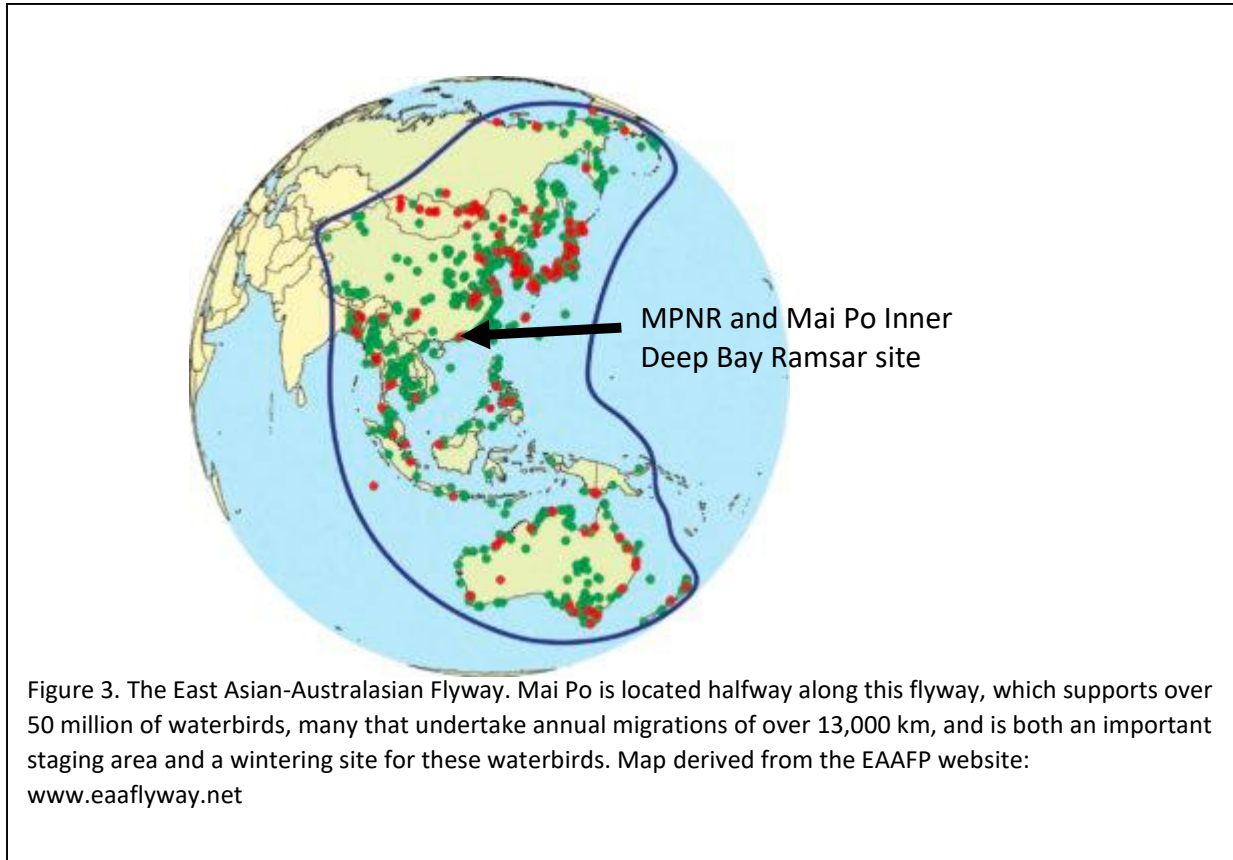 MPNR and Mai Po Inner
Deep Bay Ramsar site
Figure 3. The East Asian-Australasian Flyway. Mai Po is located halfway along this flyway, which supports over
50 million of waterbirds, many that undertake annual migrations of over 13,000 km, and is both an important
staging area and a wintering site for these waterbirds. Map derived from the EAAFP website:
www.eaaflyway.net